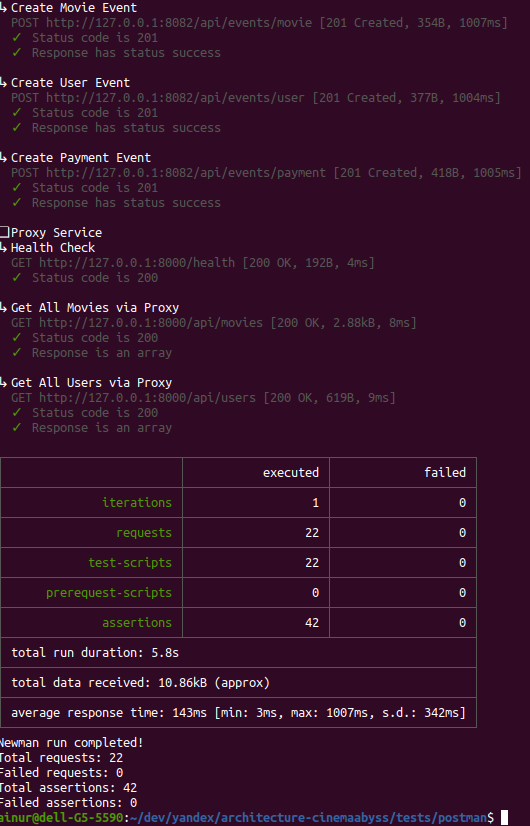 ↳ Create Movie Event
POST http://127.0.0.1:8082/api/events/movie [201 Created, 354B, 1007ms]
✓ Status code is 201
✓ Response has status success
↳ Create User Event
POST http://127.0.0.1:8082/api/events/user [201 Created, 377B, 1004ms]
✓ Status code is 201
✓ Response has status success
↳ Create Payment Event
POST http://127.0.0.1:8082/api/events/payment [201 Created, 418B, 1005ms]
✓ Status code is 201
✓ Response has status success
❏ Proxy Service
↳ Health Check
GET http://127.0.0.1:8000/health [200 OK, 192B, 4ms]
✓ Status code is 200
↳ Get All Movies via Proxy
GET http://127.0.0.1:8000/api/movies [200 OK, 2.88kB, 8ms]
✓ Status code is 200
✓ Response is an array
↳ Get All Users via Proxy
GET http://127.0.0.1:8000/api/users [200 OK, 619B, 9ms]
✓ Status code is 200
✓ Response is an array
executed failed
iterations 1 0
requests 22 0
test-scripts 22 0
prerequest-scripts 0 0
assertions 42 0
total run duration: 5.8s
total data received: 10.86kB (approx)
average response time: 143ms [min: 3ms, max: 1007ms, s.d.: 342ms]
Newman run completed!
Total requests: 22
Failed requests: 0
Total assertions: 42
Failed assertions: 0
ainur@dell-G5-5590:~/dev/yandex/architecture-cinemaabyss/tests/postman$